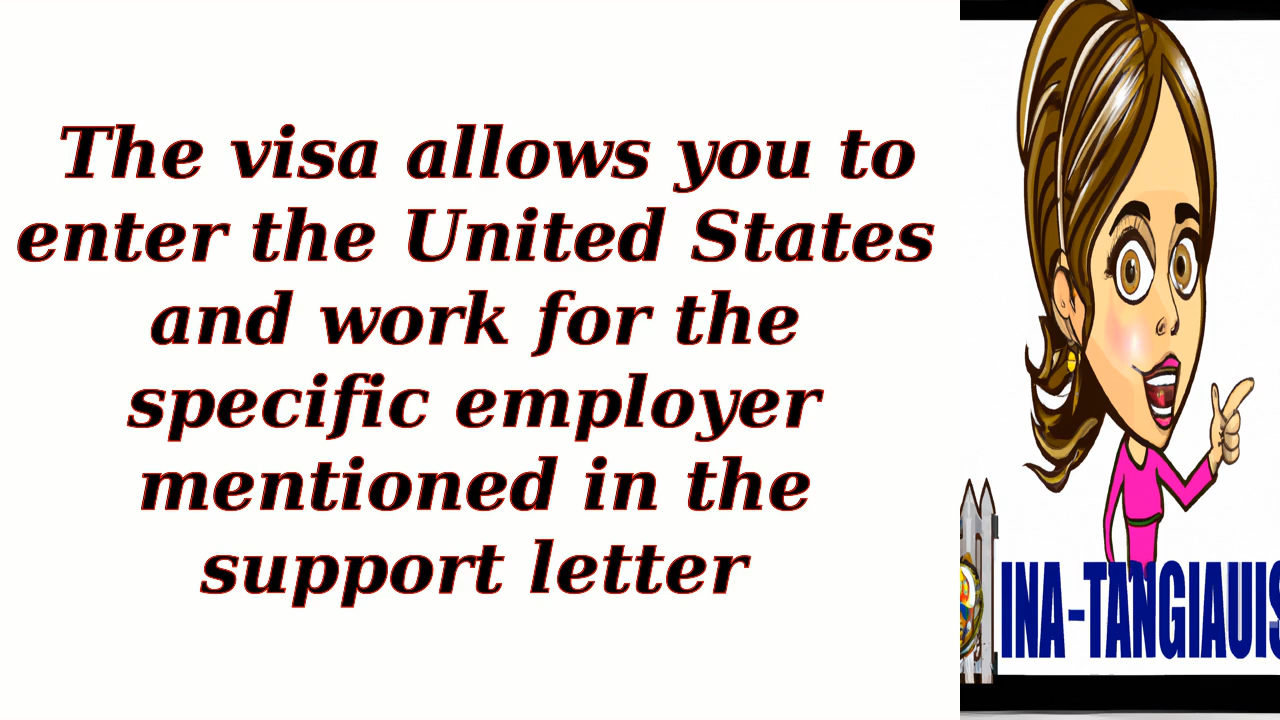 The visa allows you to
enter the United States
and work for the
specific employer
mentioned in the
support letter
INA-TANGIAUIS